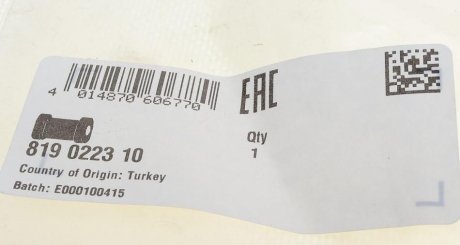 4 014870 606770
EAC
819 0223 10
Qty
1
Country of Origin: Turkey
Batch: E000100415